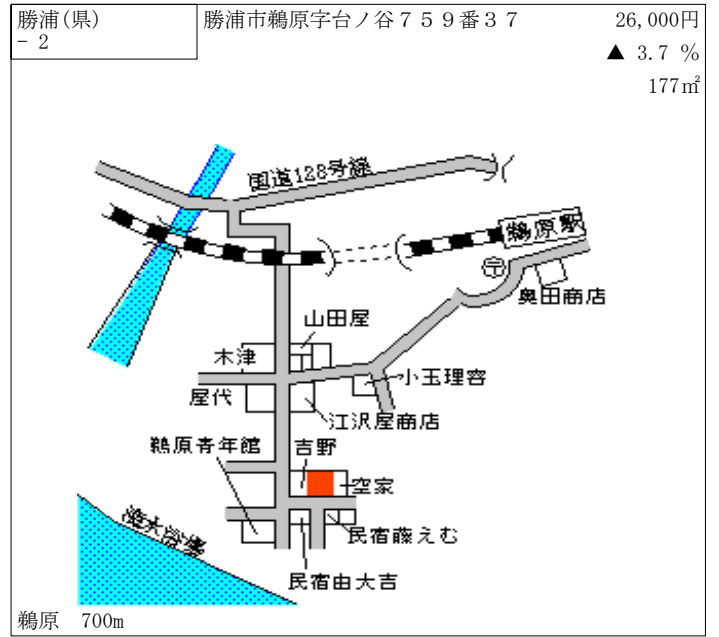 勝浦(県)
- 2
勝浦市鵜原字台ノ谷７５９番３７
26,000円
▲ 3.7 %
177㎡
国道128号線
鵜原駅
〒
奥田商店
山田屋
木津
小玉理容
屋代
江沢屋商店
鵜原青年館
吉野
空家
海水浴場
民宿藤えむ
民宿由大吉
鵜原 700m